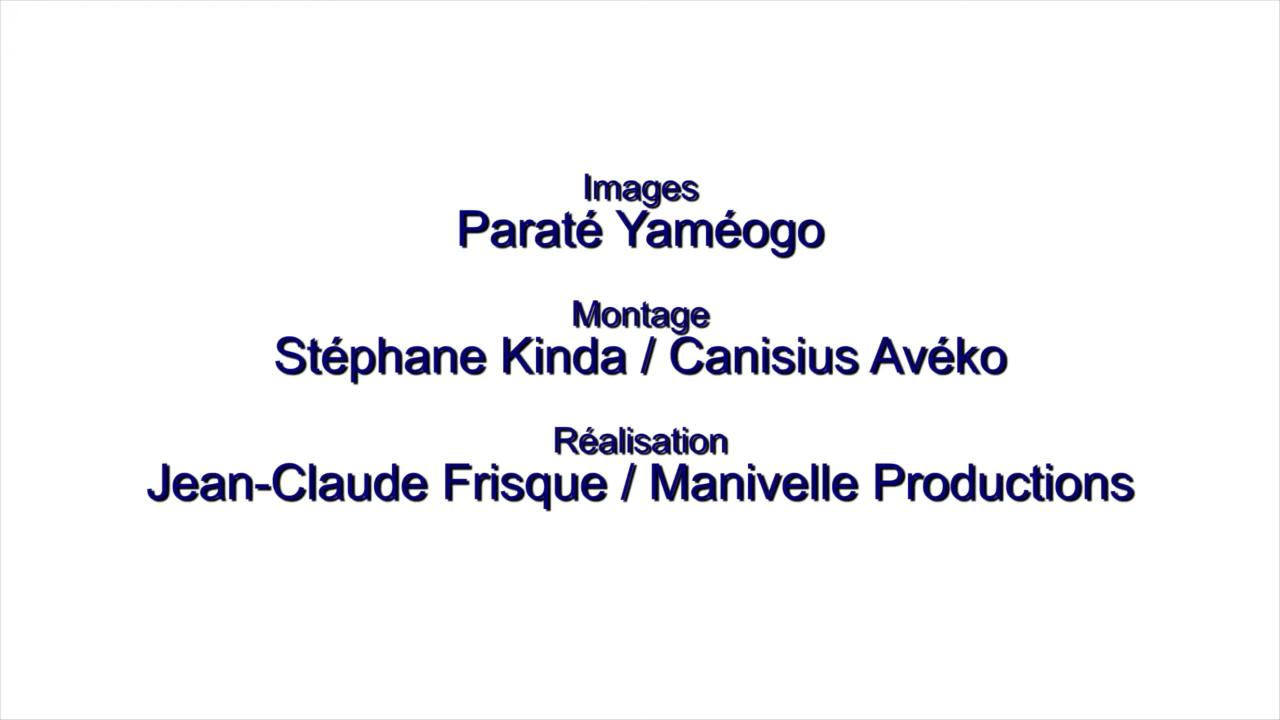 Images
Paraté Yaméogo
Montage
Stéphane Kinda / Canisius Avéko
Réalisation
Jean-Claude Frisque / Manivelle Productions